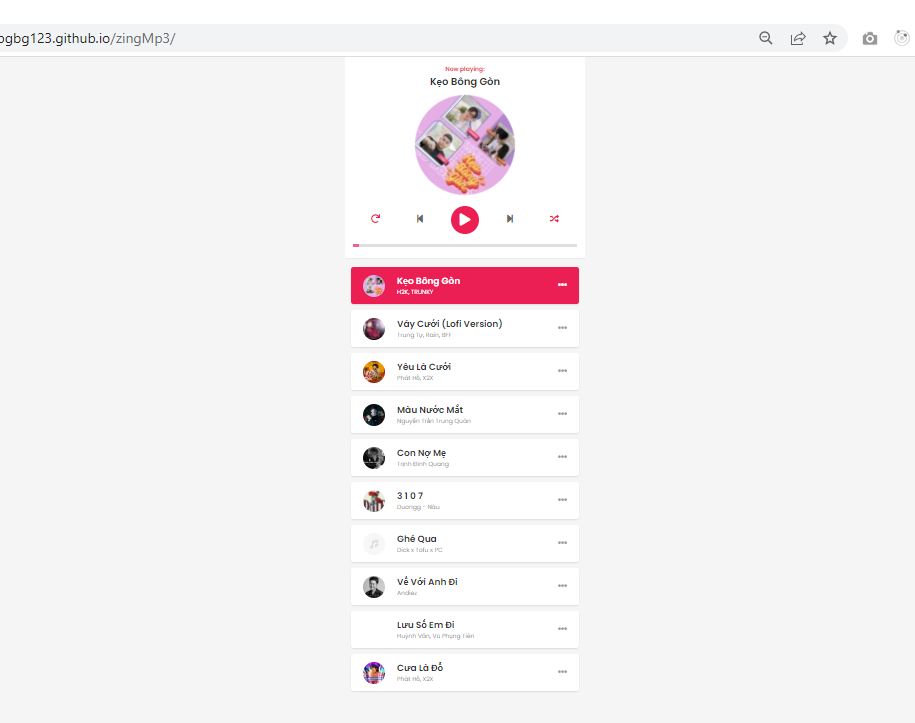 ogbg123.github.io/zingMp3/
Now playing:
Kẹo Bông Gòn
Kẹo Bông Gòn
H2K, TRUNKY
Váy Cưới (Lofi Version)
Trung Tự, Rain, BFF
Yêu Là Cưới
Phát Hồ, X2X
Màu Nước Mắt
Nguyễn Trần Trung Quân
Con Nợ Mẹ
Trịnh Đình Quang
3 1 0 7
Duongg - Nâu
Ghé Qua
Dick x Tofu x PC
Về Với Anh Đi
Andiez
Lưu Số Em Đi
Huỳnh Văn, Vũ Phụng Tiên
Cưa Là Đổ
Phát Hồ, X2X